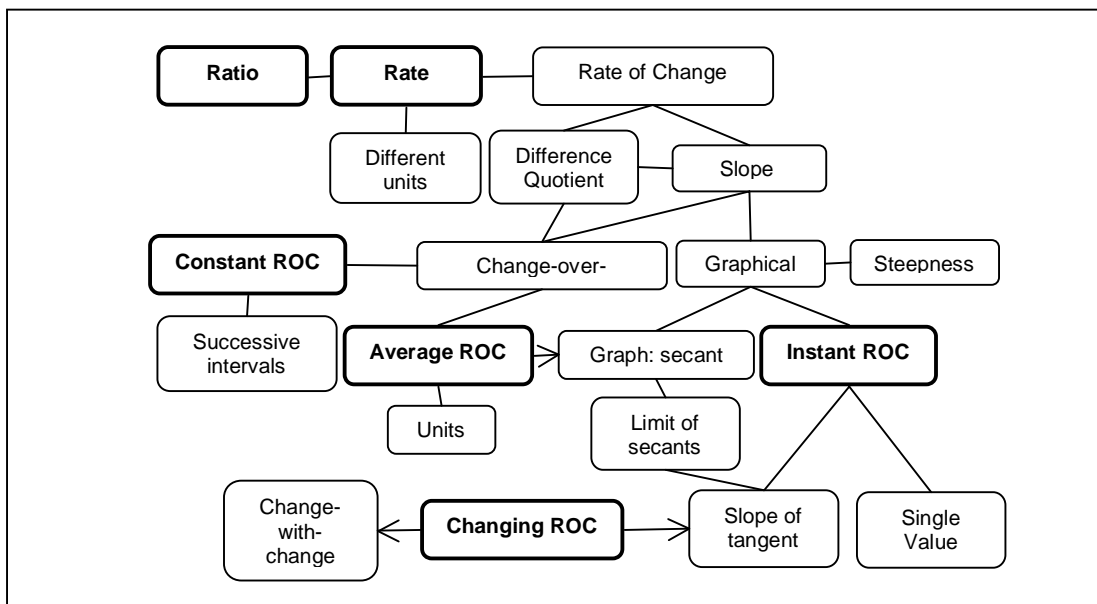 Ratio
Rate
Rate of Change
Different
units
Difference
Quotient
Slope
Constant ROC
Change-over-
Graphical
Steepness
Successive
intervals
Average ROC
Graph: secant
Instant ROC
Units
Limit of
secants
Change-
with-
change
Changing ROC
Slope of
tangent
Single
Value